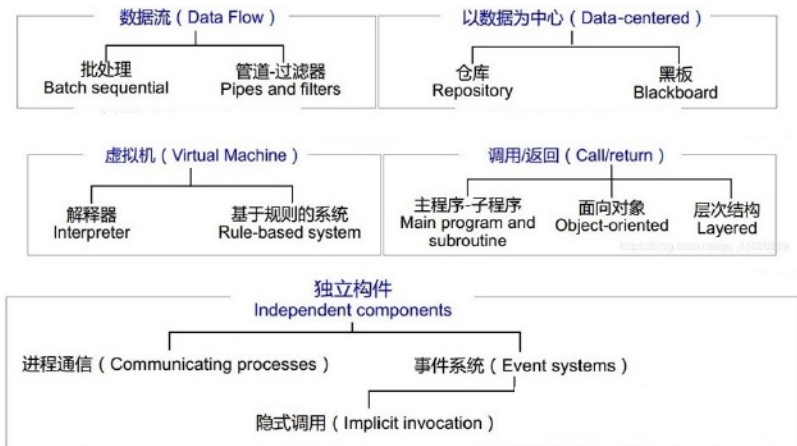 数据流（Data Flow）
批处理
Batch sequential
管道-过滤器
Pipes and filters
以数据为中心（Data-centered）
仓库
Repository
黑板
Blackboard
虚拟机（Virtual Machine）
解释器
Interpreter
基于规则的系统
Rule-based system
调用/返回（Call/return）
主程序-子程序
Main program and
subroutine
面向对象
Object-oriented
层次结构
Layered
独立构件
Independent components
进程通信（Communicating processes）
事件系统（Event systems）
隐式调用（Implicit invocation）